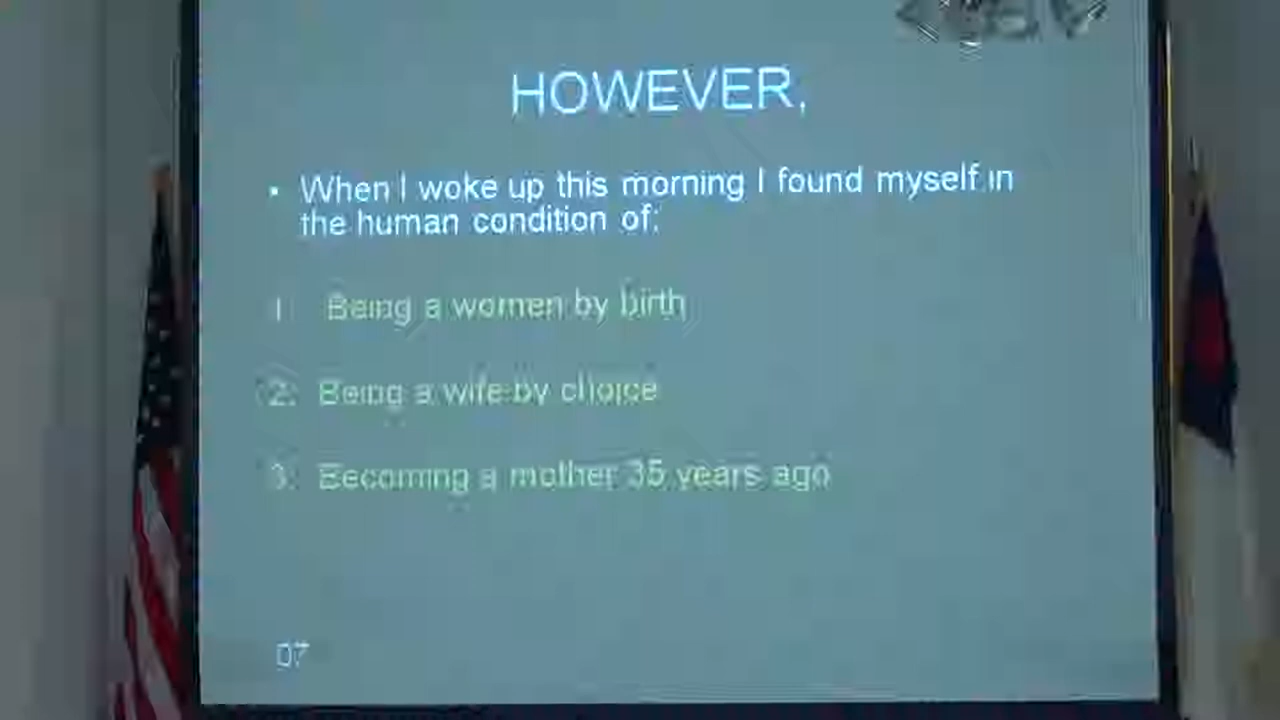 HOWEVER,
• When I woke up this morning I found myself in
the human condition of:
1. Being a women by birth
2. Being a wife by choice
3. Becoming a mother 35 years ago
07